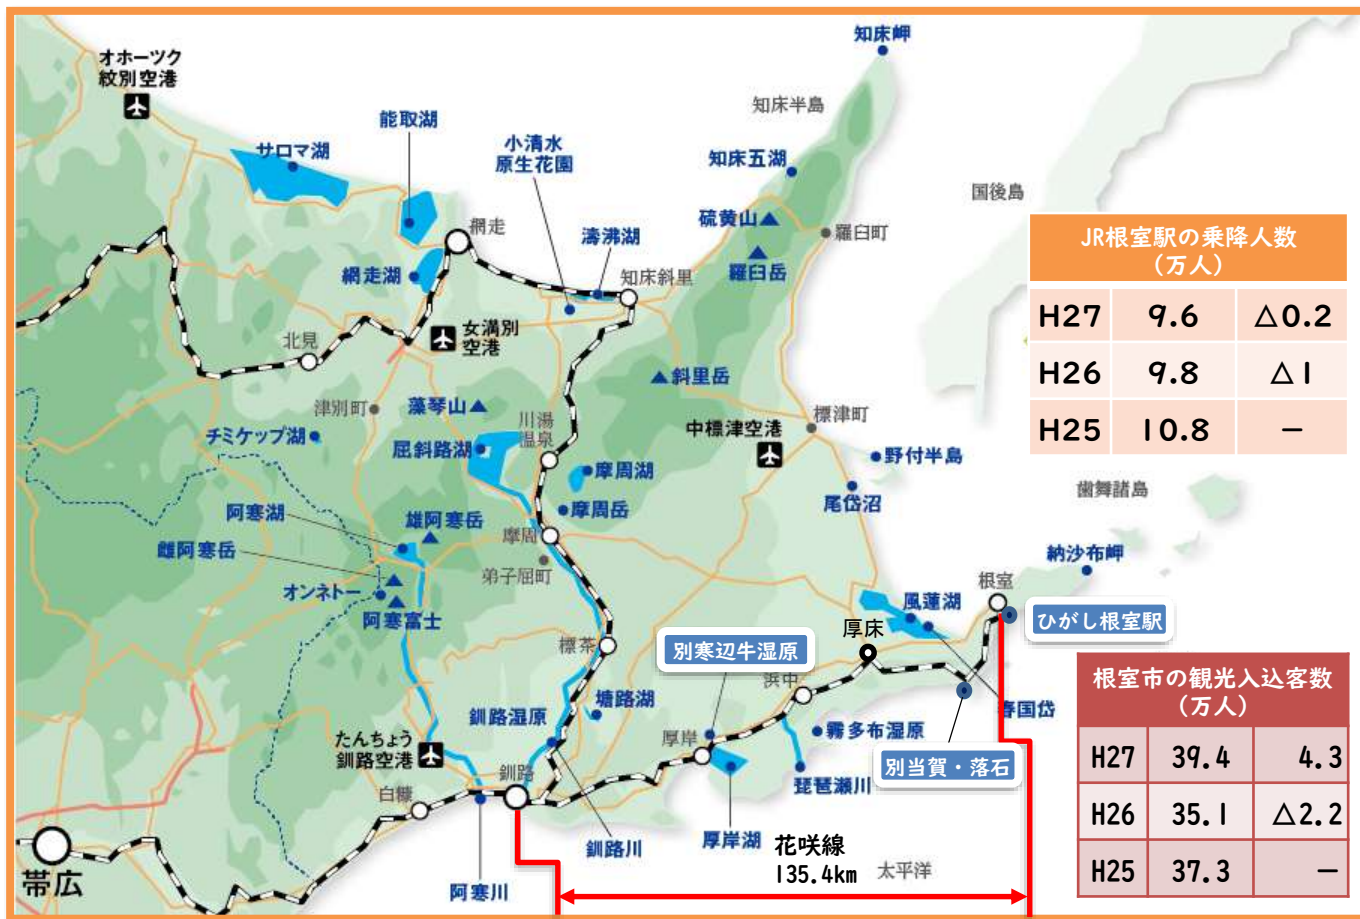 知床岬
オホーツク
紋別空港
知床半島
能取湖
小清水
原生花園
サロマ湖
知床五湖
国後島
硫黄山
網走
濤沸湖
羅臼町
羅臼岳
網走湖
知床斜里
JR根室駅の乗降人数
(万人)
H27 9.6 △0.2
H26 9.8 △1
H25 10.8 −
女満別
空港
北見
斜里岳
津別町
藻琴山
川湯
温泉
標津町
中標津空港
チミケップ湖
屈斜路湖
摩周湖
野付半島
尾岱沼
歯舞諸島
阿寒湖
雄阿寒岳
摩周岳
摩周
雌阿寒岳
弟子屈町
納沙布岬
オンネトー
阿寒富士
根室
風蓮湖
ひがし根室駅
厚床
標茶
別寒辺牛湿原
浜中
塘路湖
春国岱
釧路湿原
霧多布湿原
たんちょう
釧路空港
厚岸
別当賀・落石
琵琶瀬川
釧路
白糠
根室市の観光入込客数
(万人)
H27 39.4 4.3
H26 35.1 △2.2
H25 37.3 −
厚岸湖
釧路川
花咲線
135.4km
太平洋
帯広
阿寒川